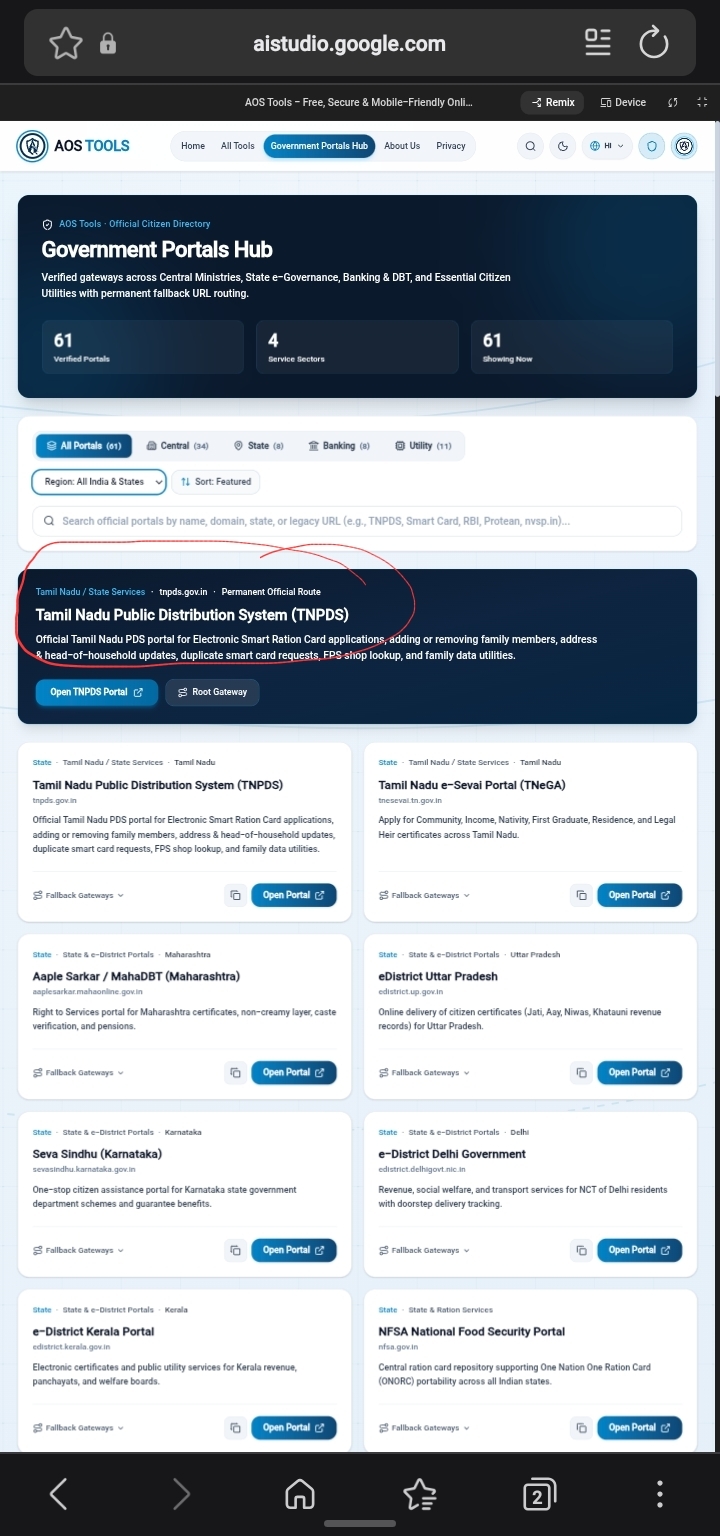 aistudio.google.com
AOS Tools – Free, Secure & Mobile-Friendly Onli...
Remix
Device
AOS TOOLS
Home
All Tools
Government Portals Hub
About Us
Privacy
HI
AOS Tools · Official Citizen Directory
Government Portals Hub
Verified gateways across Central Ministries, State e-Governance, Banking & DBT, and Essential Citizen
Utilities with permanent fallback URL routing.
61
Verified Portals
4
Service Sectors
61
Showing Now
All Portals (61)
Central (34)
State (8)
Banking (8)
Utility (11)
Region: All India & States
Sort: Featured
Search official portals by name, domain, state, or legacy URL (e.g., TNPDS, Smart Card, RBI, Protean, nvsp.in)...
Tamil Nadu / State Services · tnpds.gov.in · Permanent Official Route
Tamil Nadu Public Distribution System (TNPDS)
Official Tamil Nadu PDS portal for Electronic Smart Ration Card applications, adding or removing family members, address
& head-of-household updates, duplicate smart card requests, FPS shop lookup, and family data utilities.
Open TNPDS Portal
Root Gateway
State · Tamil Nadu / State Services · Tamil Nadu
Tamil Nadu Public Distribution System (TNPDS)
tnpds.gov.in
Official Tamil Nadu PDS portal for Electronic Smart Ration Card applications,
adding or removing family members, address & head-of-household updates,
duplicate smart card requests, FPS shop lookup, and family data utilities.
Fallback Gateways
Open Portal
State · Tamil Nadu / State Services · Tamil Nadu
Tamil Nadu e-Sevai Portal (TNeGA)
tnesevai.tn.gov.in
Apply for Community, Income, Nativity, First Graduate, Residence, and Legal
Heir certificates across Tamil Nadu.
Fallback Gateways
Open Portal
State · State & e-District Portals · Maharashtra
Aaple Sarkar / MahaDBT (Maharashtra)
aaplesarkar.mahaonline.gov.in
Right to Services portal for Maharashtra certificates, non-creamy layer, caste
verification, and pensions.
Fallback Gateways
Open Portal
State · State & e-District Portals · Uttar Pradesh
eDistrict Uttar Pradesh
edistrict.up.gov.in
Online delivery of citizen certificates (Jati, Aay, Niwas, Khatauni revenue
records) for Uttar Pradesh.
Fallback Gateways
Open Portal
State · State & e-District Portals · Karnataka
Seva Sindhu (Karnataka)
sevasindhu.karnataka.gov.in
One-stop citizen assistance portal for Karnataka state government
department schemes and guarantee benefits.
Fallback Gateways
Open Portal
State · State & e-District Portals · Delhi
e-District Delhi Government
edistrict.delhigovt.nic.in
Revenue, social welfare, and transport services for NCT of Delhi residents
with doorstep delivery tracking.
Fallback Gateways
Open Portal
State · State & e-District Portals · Kerala
e-District Kerala Portal
edistrict.kerala.gov.in
Electronic certificates and public utility services for Kerala revenue,
panchayats, and welfare boards.
Fallback Gateways
Open Portal
State · State & Ration Services
NFSA National Food Security Portal
nfsa.gov.in
Central ration card repository supporting One Nation One Ration Card
(ONORC) portability across all Indian states.
Fallback Gateways
Open Portal
2